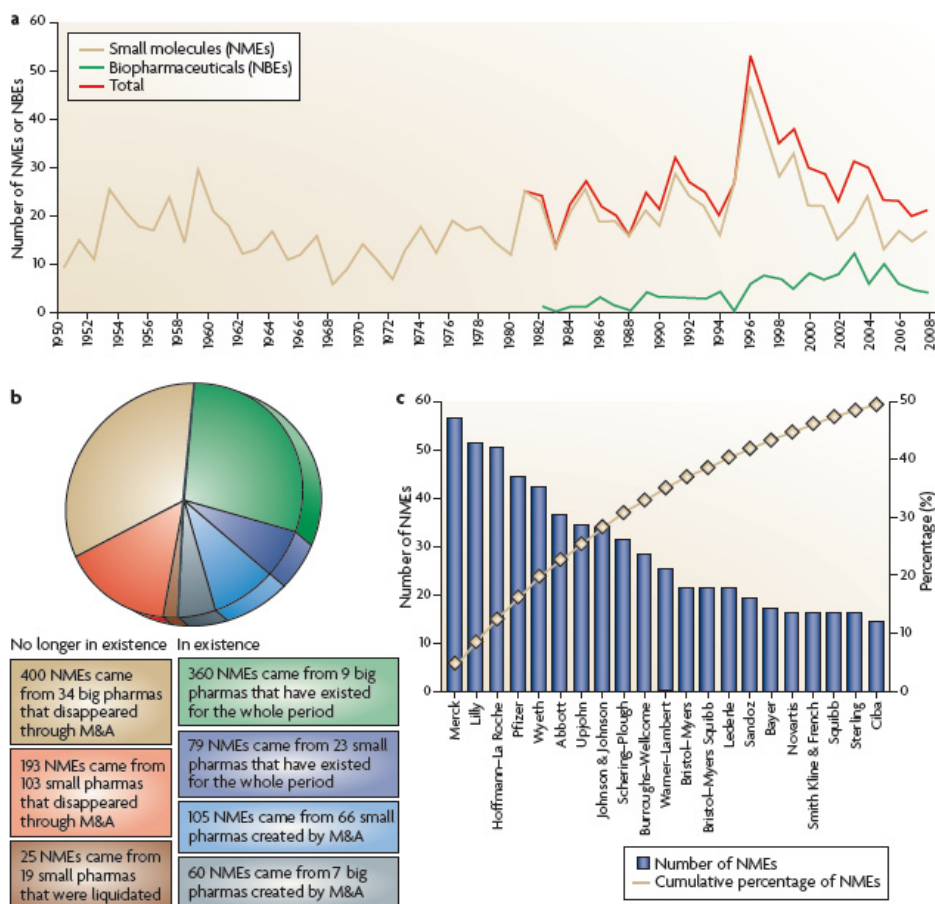 a
60
50
40
30
20
10
0
Number of NMEs or NBEs
Small molecules (NMEs)
Biopharmaceuticals (NBEs)
Total
1950
1952
1954
1956
1958
1960
1962
1964
1966
1968
1970
1972
1974
1976
1978
1980
1982
1984
1986
1988
1990
1992
1994
1996
1998
2000
2002
2004
2006
2008
b
No longer in existence
400 NMEs came
from 34 big pharmas
that disappeared
through M&A
193 NMEs came from
103 small pharmas
that disappeared
through M&A
25 NMEs came from
19 small pharmas
that were liquidated
In existence
360 NMEs came from 9 big
pharmas that have existed
for the whole period
79 NMEs came from 23 small
pharmas that have existed
for the whole period
105 NMEs came from 66 small
pharmas created by M&A
60 NMEs came from 7 big
pharmas created by M&A
c
60
50
40
30
20
10
0
Number of NMEs
50
40
30
20
10
0
Percentage (%)
Merck
Lilly
Hoffmann–La Roche
Pfizer
Wyeth
Abbott
Upjohn
Johnson & Johnson
Schering–Plough
Burroughs–Wellcome
Warner–Lambert
Bristol–Myers
Bristol–Myers Squibb
Lederle
Sandoz
Bayer
Novartis
Smith Kline & French
Squibb
Sterling
Ciba
Number of NMEs
Cumulative percentage of NMEs